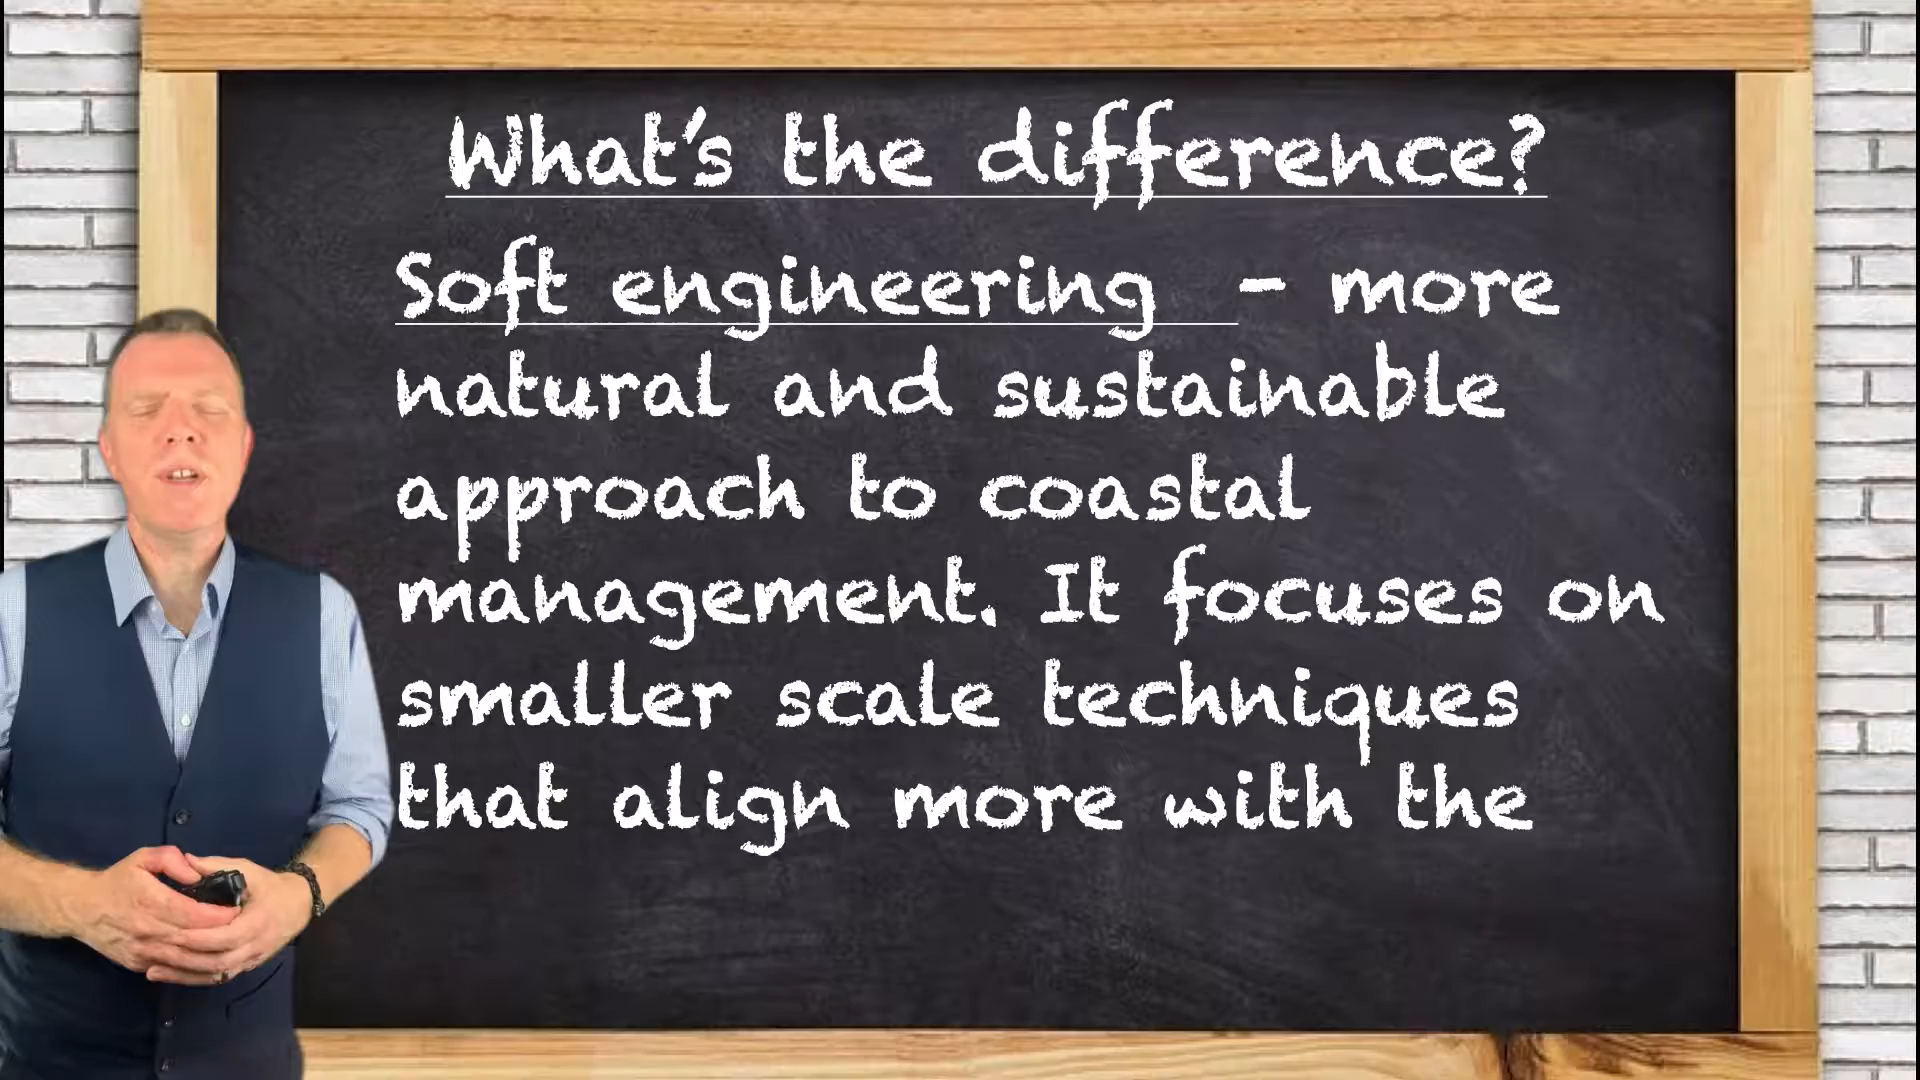 What's the difference?
Soft engineering - more
natural and sustainable
approach to coastal
management. It focuses on
smaller scale techniques
that align more with the